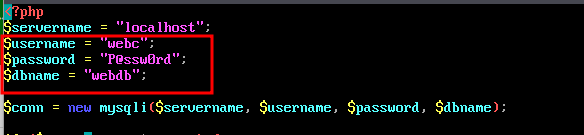 <?php
$servername = "localhost";
$username = "webc";
$password = "P@ssw0rd";
$dbname = "webdb";
$conn = new mysqli($servername, $username, $password, $dbname);